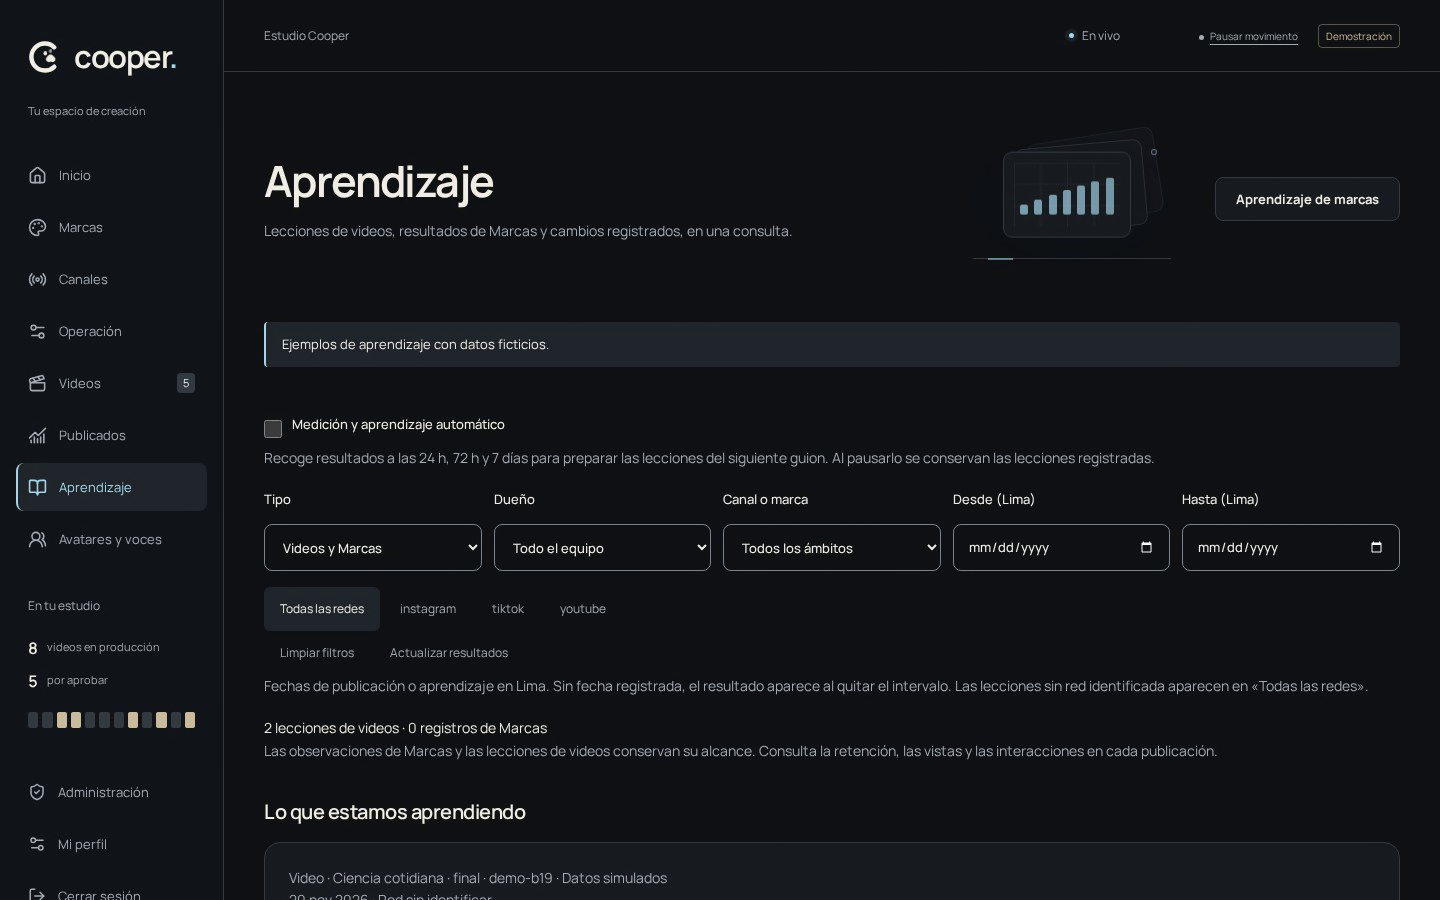 cooper.
Tu espacio de creación
Inicio
Marcas
Canales
Operación
Videos 5
Publicados
Aprendizaje
Avatares y voces
En tu estudio
8 videos en producción
5 por aprobar
Administración
Mi perfil
Cerrar sesión
Estudio Cooper
En vivo
Pausar movimiento
Demostración
Aprendizaje
Lecciones de videos, resultados de Marcas y cambios registrados, en una consulta.
Aprendizaje de marcas
Ejemplos de aprendizaje con datos ficticios.
Medición y aprendizaje automático
Recoge resultados a las 24 h, 72 h y 7 días para preparar las lecciones del siguiente guion. Al pausarlo se conservan las lecciones registradas.
Tipo Dueño Canal o marca Desde (Lima) Hasta (Lima)
Videos y Marcas Todo el equipo Todos los ámbitos mm/dd/yyyy mm/dd/yyyy
Todas las redes instagram tiktok youtube
Limpiar filtros Actualizar resultados
Fechas de publicación o aprendizaje en Lima. Sin fecha registrada, el resultado aparece al quitar el intervalo. Las lecciones sin red identificada aparecen en «Todas las redes».
2 lecciones de videos · 0 registros de Marcas
Las observaciones de Marcas y las lecciones de videos conservan su alcance. Consulta la retención, las vistas y las interacciones en cada publicación.
Lo que estamos aprendiendo
Video · Ciencia cotidiana · final · demo-b19 · Datos simulados
20 nov 2026 · Red sin identificar